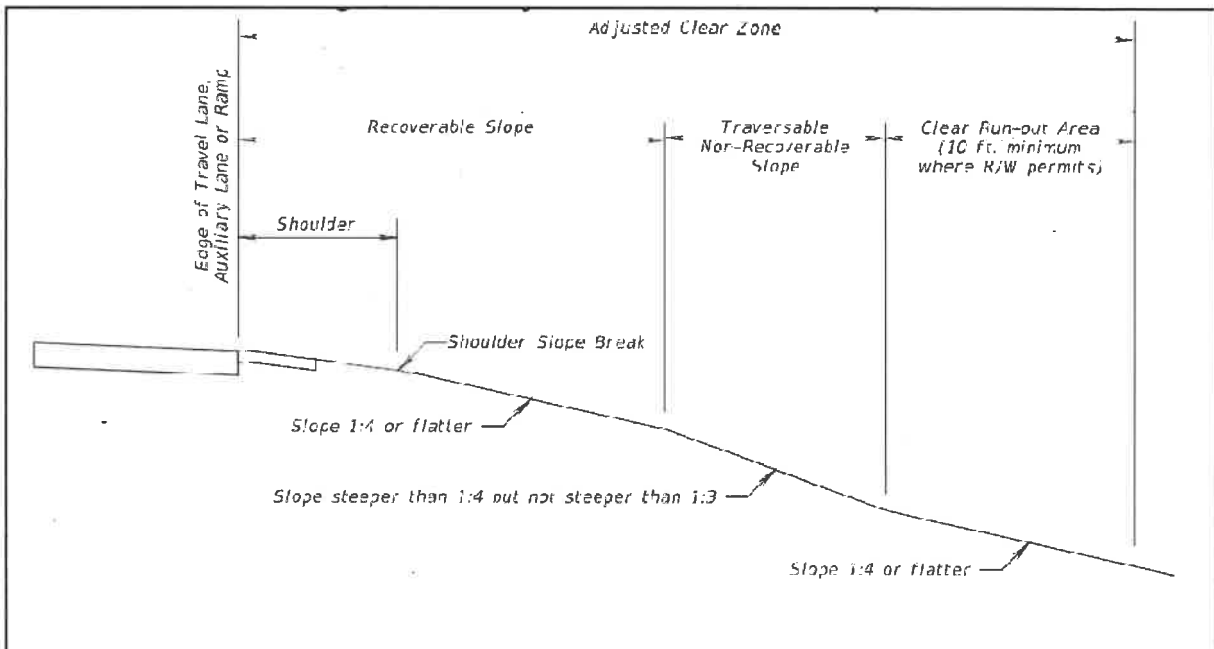 Adjusted Clear Zone
Edge of Travel Lane,
Auxiliary Lane or Ramp
Recoverable Slope
Traversable
Non-Recoverable
Slope
Clear Run-out Area
(10 ft. minimum
where R/W permits)
Shoulder
Shoulder Slope Break
Slope 1:4 or flatter
Slope steeper than 1:4 but not steeper than 1:3
Slope 1:4 or flatter